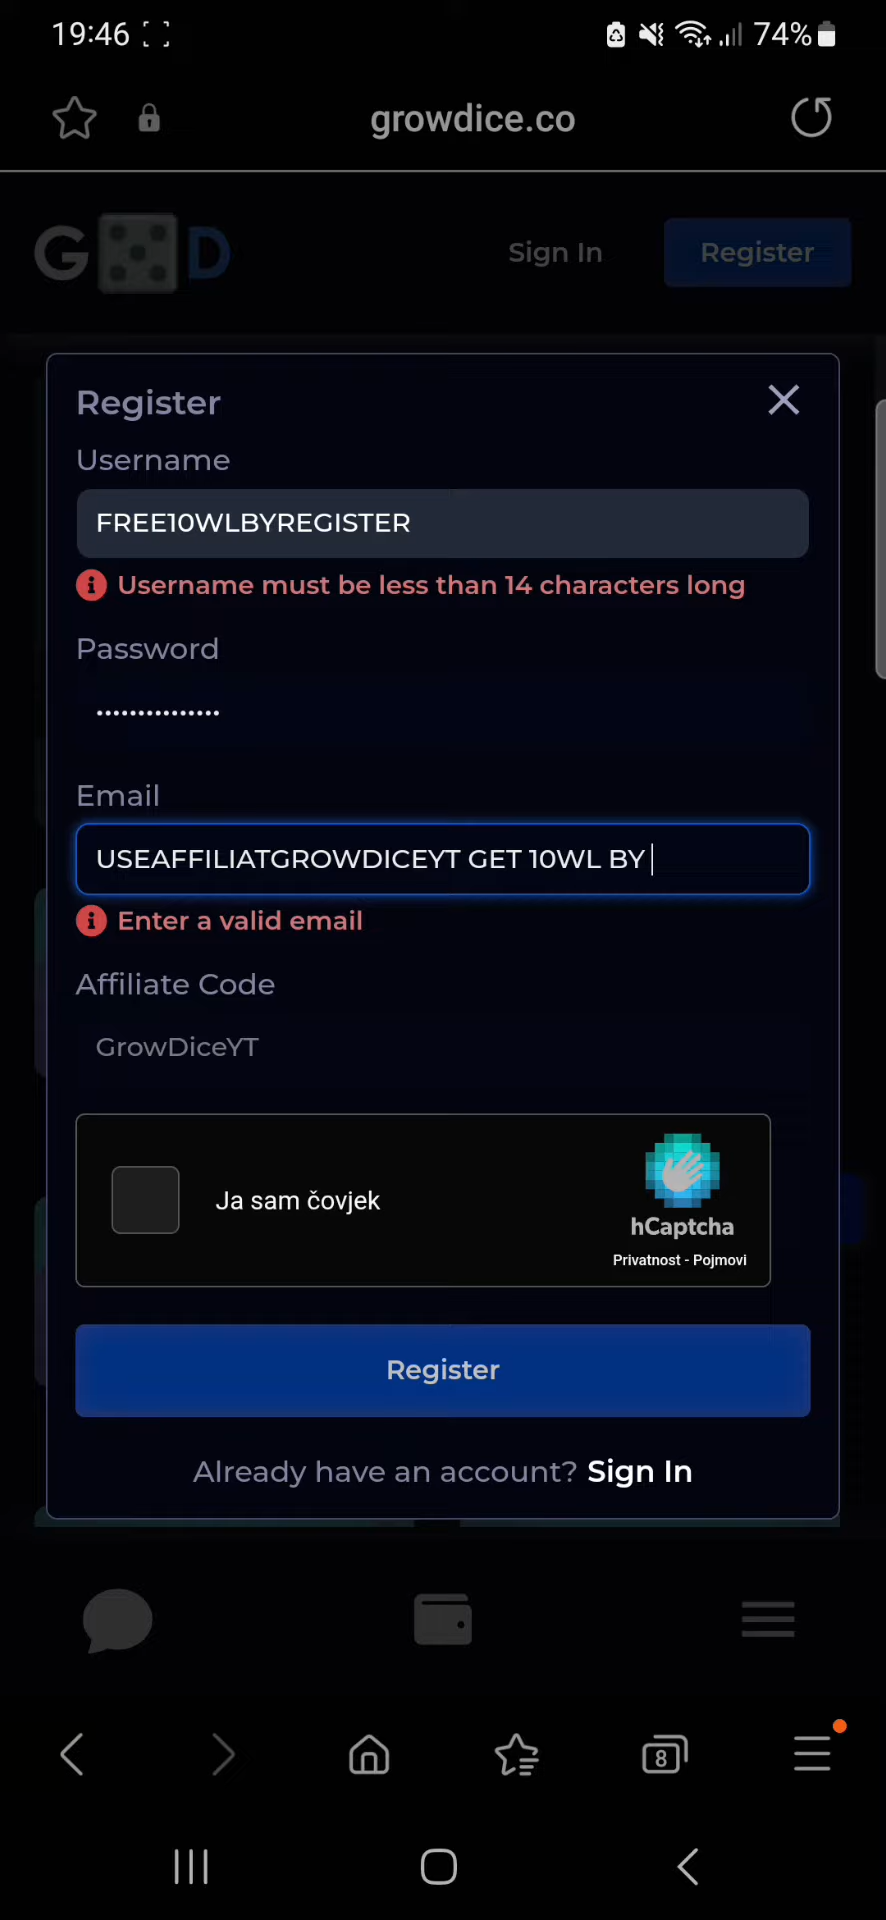 19:46 74%
growdice.co
G D Sign In Register
Register
Username
FREE10WLBYREGISTER
Username must be less than 14 characters long
Password
•••••••••••••••
Email
USEAFFILIATGROWDICEYT GET 10WL BY
Enter a valid email
Affiliate Code
GrowDiceYT
Ja sam čovjek
hCaptcha
Privatnost - Pojmovi
Register
Already have an account? Sign In
8